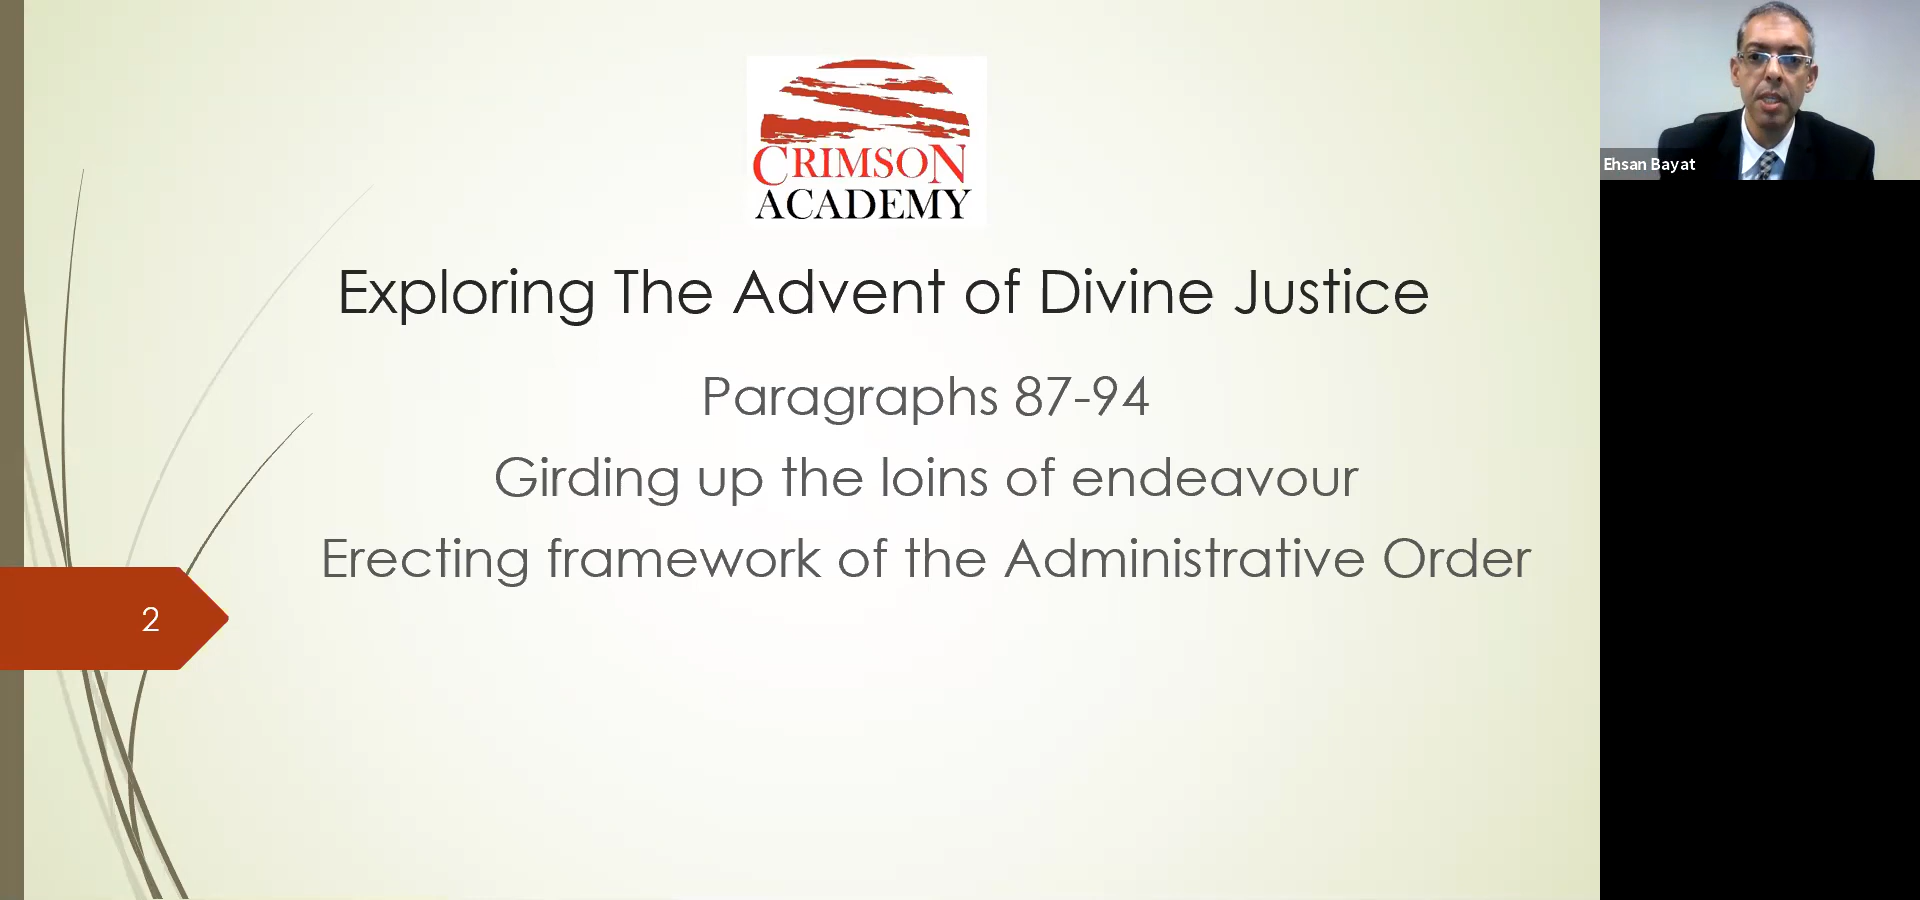 CRIMSON
ACADEMY
Exploring The Advent of Divine Justice
Paragraphs 87-94
Girding up the loins of endeavour
Erecting framework of the Administrative Order
2
Ehsan Bayat